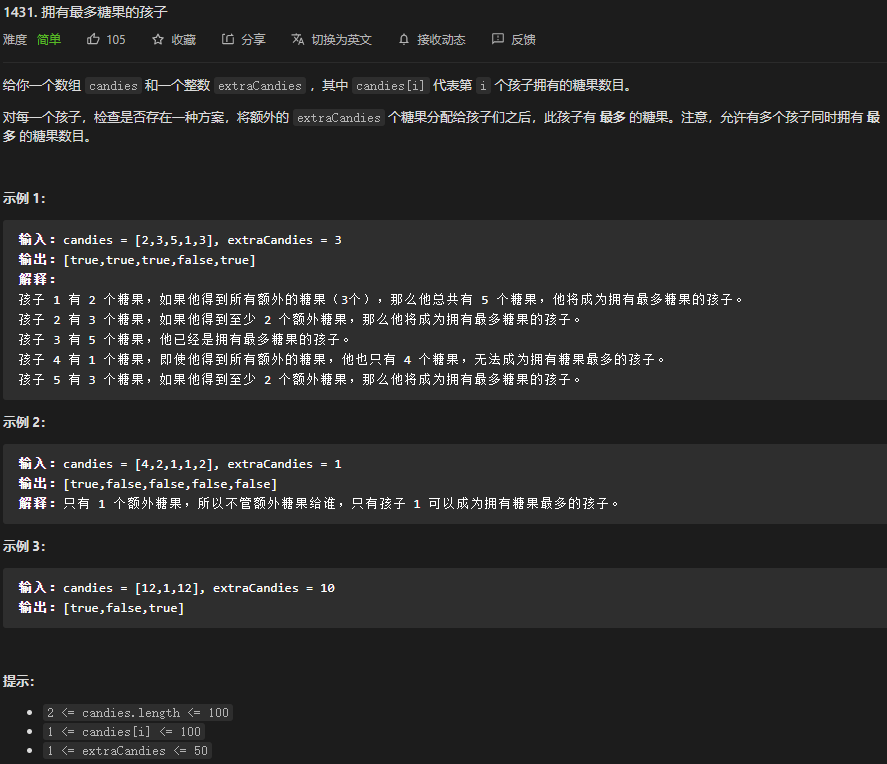 1431. 拥有最多糖果的孩子
难度 简单 105 收藏 分享 切换为英文 接收动态 反馈
给你一个数组 candies 和一个整数 extraCandies ，其中 candies[i] 代表第 i 个孩子拥有的糖果数目。
对每一个孩子，检查是否存在一种方案，将额外的 extraCandies 个糖果分配给孩子们之后，此孩子有 最多 的糖果。注意，允许有多个孩子同时拥有 最
多 的糖果数目。
示例 1：
输入：candies = [2,3,5,1,3], extraCandies = 3
输出：[true,true,true,false,true]
解释：
孩子 1 有 2 个糖果，如果他得到所有额外的糖果（3个），那么他总共有 5 个糖果，他将成为拥有最多糖果的孩子。
孩子 2 有 3 个糖果，如果他得到至少 2 个额外糖果，那么他将成为拥有最多糖果的孩子。
孩子 3 有 5 个糖果，他已经是拥有最多糖果的孩子。
孩子 4 有 1 个糖果，即使他得到所有额外的糖果，他也只有 4 个糖果，无法成为拥有糖果最多的孩子。
孩子 5 有 3 个糖果，如果他得到至少 2 个额外糖果，那么他将成为拥有最多糖果的孩子。
示例 2：
输入：candies = [4,2,1,1,2], extraCandies = 1
输出：[true,false,false,false,false]
解释：只有 1 个额外糖果，所以不管额外糖果给谁，只有孩子 1 可以成为拥有糖果最多的孩子。
示例 3：
输入：candies = [12,1,12], extraCandies = 10
输出：[true,false,true]
提示：
• 2 <= candies.length <= 100
• 1 <= candies[i] <= 100
• 1 <= extraCandies <= 50